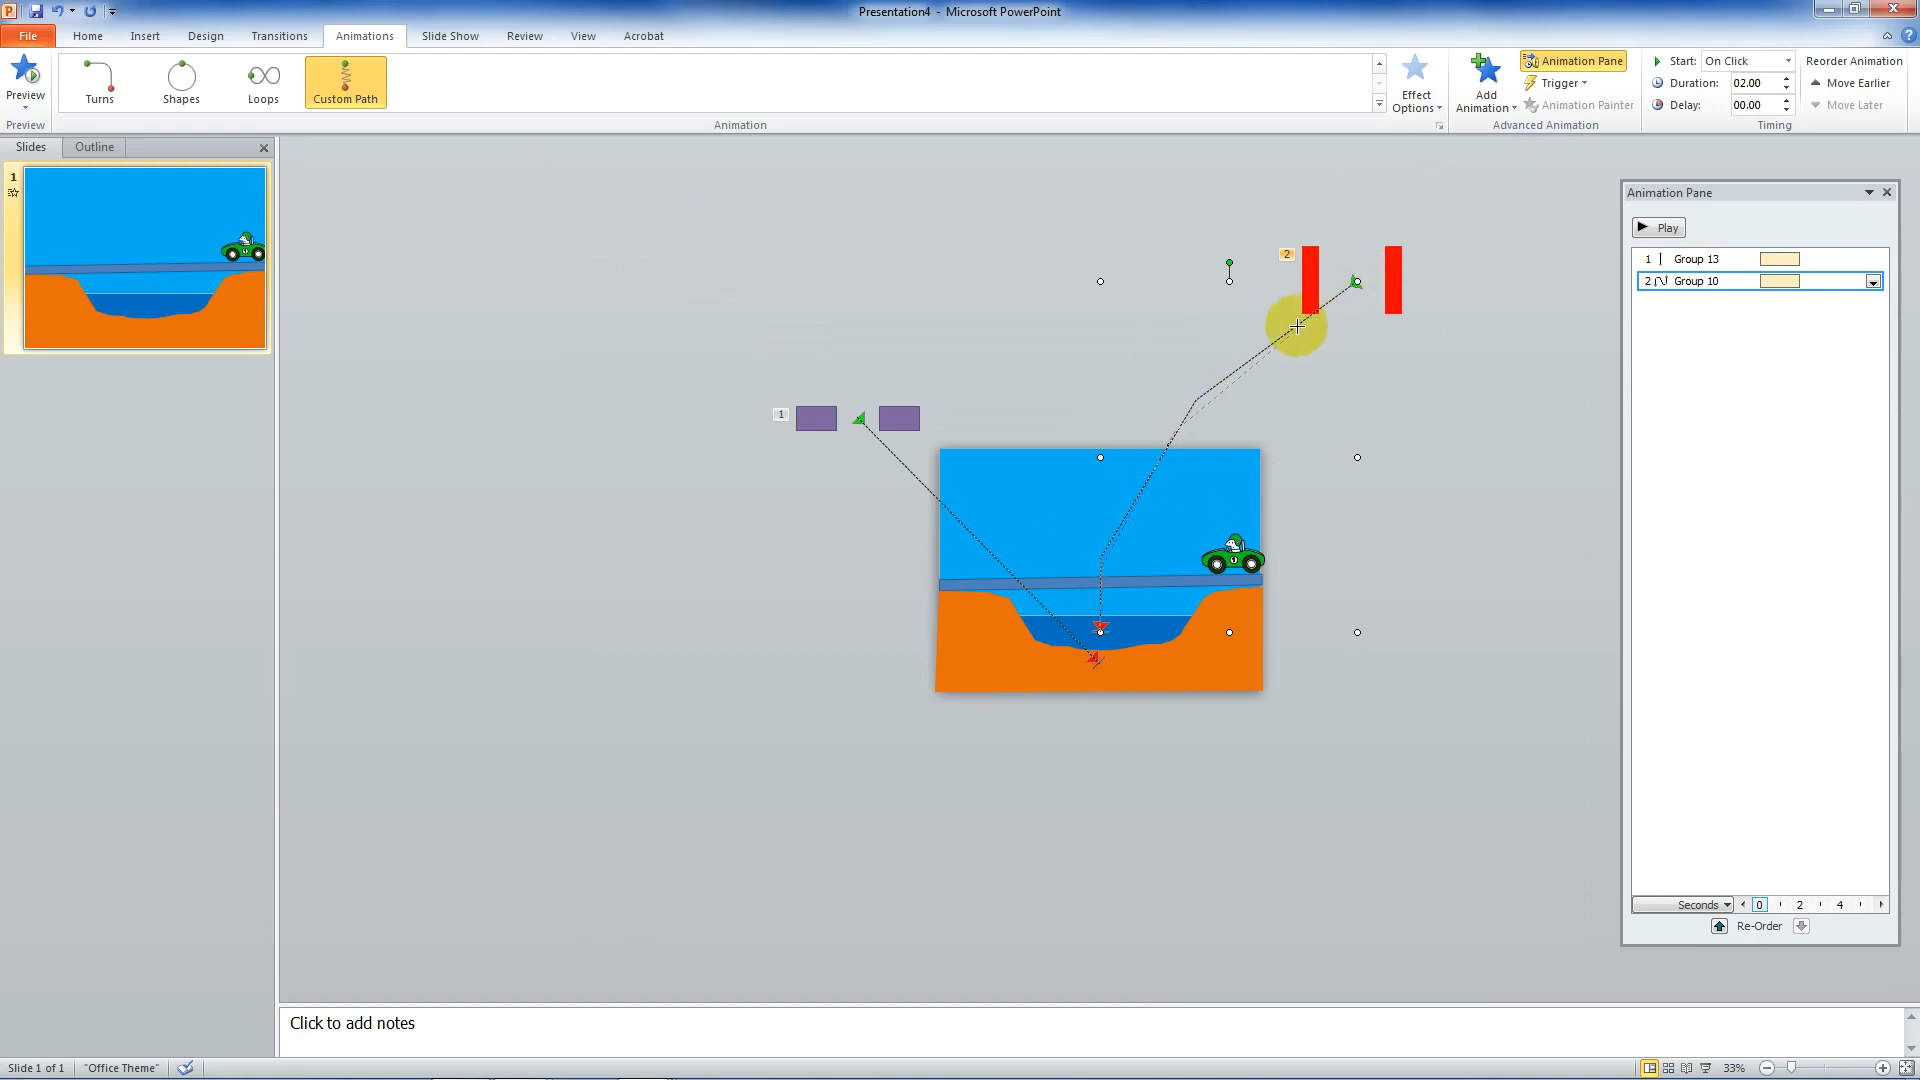 Presentation4 - Microsoft PowerPoint
File Home Insert Design Transitions Animations Slide Show Review View Acrobat
Preview
Preview
Turns
Shapes
Loops
Custom Path
Animation
Effect
Options
Add
Animation
Animation Pane
Trigger
Animation Painter
Advanced Animation
Start: On Click
Duration: 02.00
Delay: 00.00
Timing
Reorder Animation
Move Earlier
Move Later
Slides Outline
1
1
2
1
Animation Pane
Play
1 Group 13
2 Group 10
Seconds 0 2 4
Re-Order
Click to add notes
Slide 1 of 1 "Office Theme" 33%